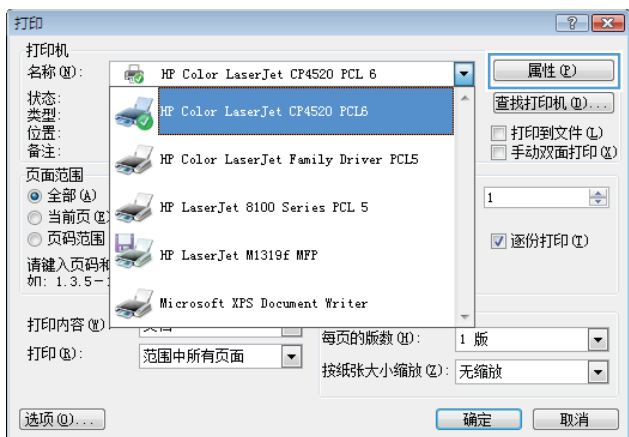 打印
打印机
名称(N):
HP Color LaserJet CP4520 PCL 6
属性(P)
状态:
类型:
位置:
备注:
HP Color LaserJet CP4520 PCL6
HP Color LaserJet Family Driver PCL5
HP LaserJet 8100 Series PCL 5
HP LaserJet M1319f MFP
Microsoft XPS Document Writer
查找打印机(D)...
打印到文件(L)
手动双面打印(X)
页面范围
全部(A)
当前页(E)
页码范围
请键入页码和
如: 1.3.5-
1
逐份打印(T)
打印内容(W)
打印(R):
范围中所有页面
每页的版数(H):
1 版
按纸张大小缩放(Z):
无缩放
选项(O)...
确定
取消